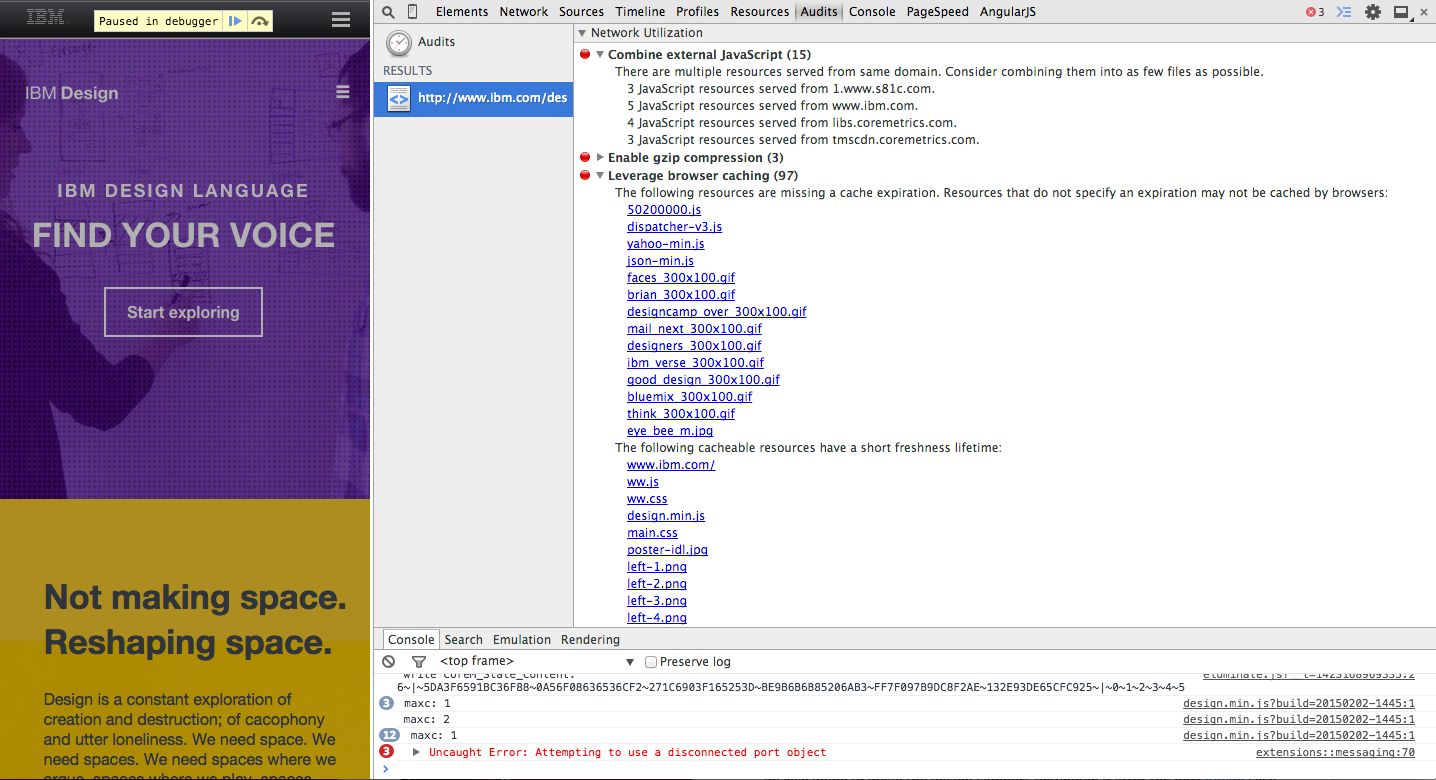 IBM
Paused in debugger
IBM Design
IBM DESIGN LANGUAGE
FIND YOUR VOICE
Start exploring
Not making space.
Reshaping space.
Design is a constant exploration of
creation and destruction; of cacophony
and utter loneliness. We need space. We
need spaces. We need spaces where we
argue, spaces where we play, spaces
Elements Network Sources Timeline Profiles Resources Audits Console PageSpeed AngularJS
3
Audits
RESULTS
http://www.ibm.com/des
Network Utilization
Combine external JavaScript (15)
There are multiple resources served from same domain. Consider combining them into as few files as possible.
3 JavaScript resources served from 1.www.s81c.com.
5 JavaScript resources served from www.ibm.com.
4 JavaScript resources served from libs.coremetrics.com.
3 JavaScript resources served from tmscdn.coremetrics.com.
Enable gzip compression (3)
Leverage browser caching (97)
The following resources are missing a cache expiration. Resources that do not specify an expiration may not be cached by browsers:
50200000.js
dispatcher-v3.js
yahoo-min.js
json-min.js
faces_300x100.gif
brian_300x100.gif
designcamp_over_300x100.gif
mail_next_300x100.gif
designers_300x100.gif
ibm_verse_300x100.gif
good_design_300x100.gif
bluemix_300x100.gif
think_300x100.gif
eye_bee_m.jpg
The following cacheable resources have a short freshness lifetime:
www.ibm.com/
ww.js
ww.css
design.min.js
main.css
poster-idl.jpg
left-1.png
left-2.png
left-3.png
left-4.png
Console Search Emulation Rendering
<top frame> Preserve log
write CoreM_State_Content:
6~|~5DA3F6591BC36F88~0A56F08636536CF2~271C6903F165253D~BE9B6B6B85206AB3~FF7F097B9DC8F2AE~132E93DE65CFC925~|~0~1~2~3~4~5
eluminate.js?__t=1423168969335:2
3 maxc: 1 design.min.js?build=20150202-1445:1
maxc: 2 design.min.js?build=20150202-1445:1
12 maxc: 1 design.min.js?build=20150202-1445:1
3 Uncaught Error: Attempting to use a disconnected port object extensions::messaging:70